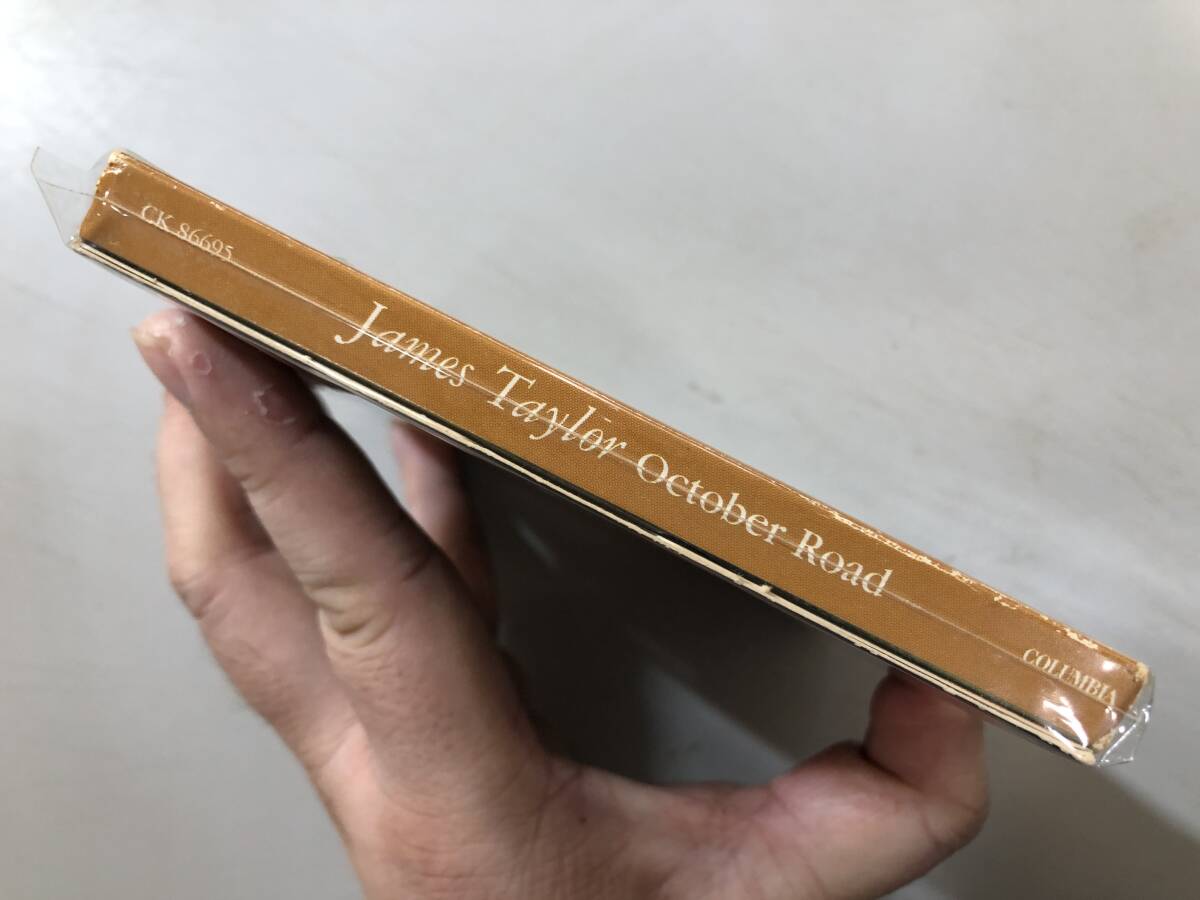 CK 86695
James Taylor October Road
COLUMBIA